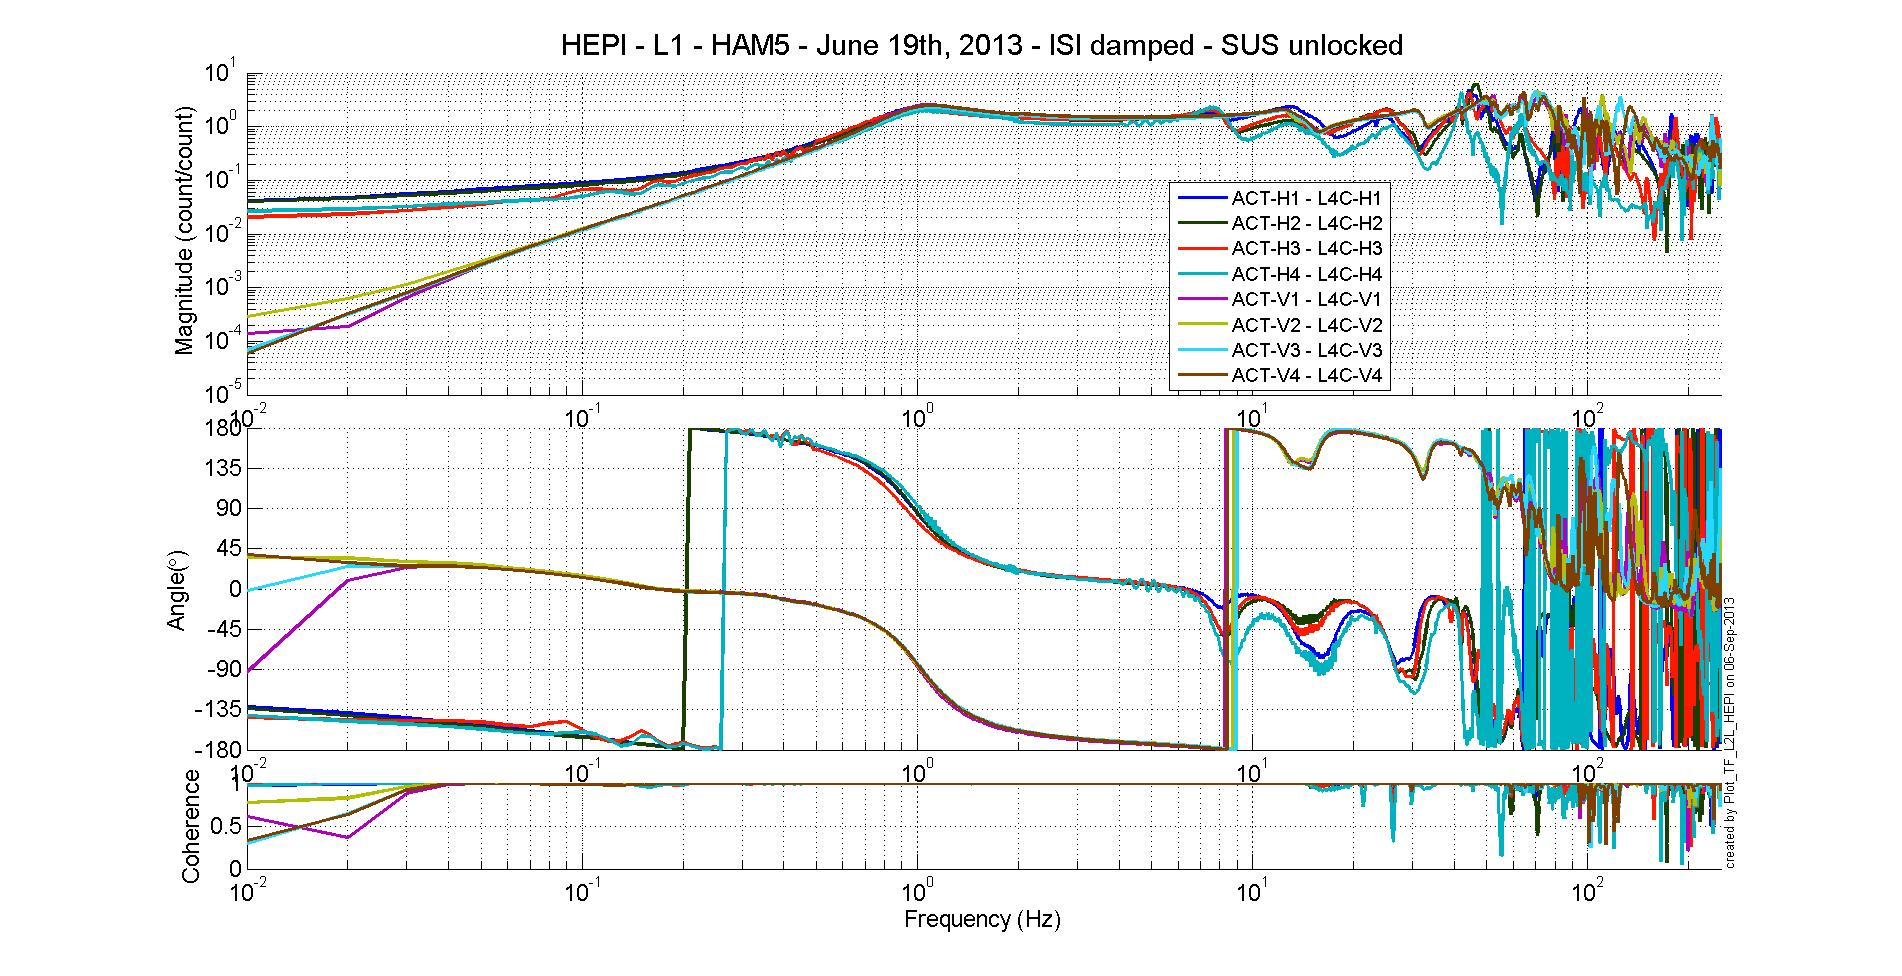 HEPI - L1 - HAM5 - June 19th, 2013 - ISI damped - SUS unlocked
Magnitude (count/count)
10^1
10^0
10^-1
10^-2
10^-3
10^-4
10^-5
ACT-H1 - L4C-H1
ACT-H2 - L4C-H2
ACT-H3 - L4C-H3
ACT-H4 - L4C-H4
ACT-V1 - L4C-V1
ACT-V2 - L4C-V2
ACT-V3 - L4C-V3
ACT-V4 - L4C-V4
10^-2 10^-1 10^0 10^1 10^2
Angle(°)
180
135
90
45
0
-45
-90
-135
-180
10^-2 10^-1 10^0 10^1 10^2
Coherence
1
0.5
0
10^-2 10^-1 10^0 10^1 10^2
Frequency (Hz)
created by Plot_TF_L2L_HEPI on 06-Sep-2013